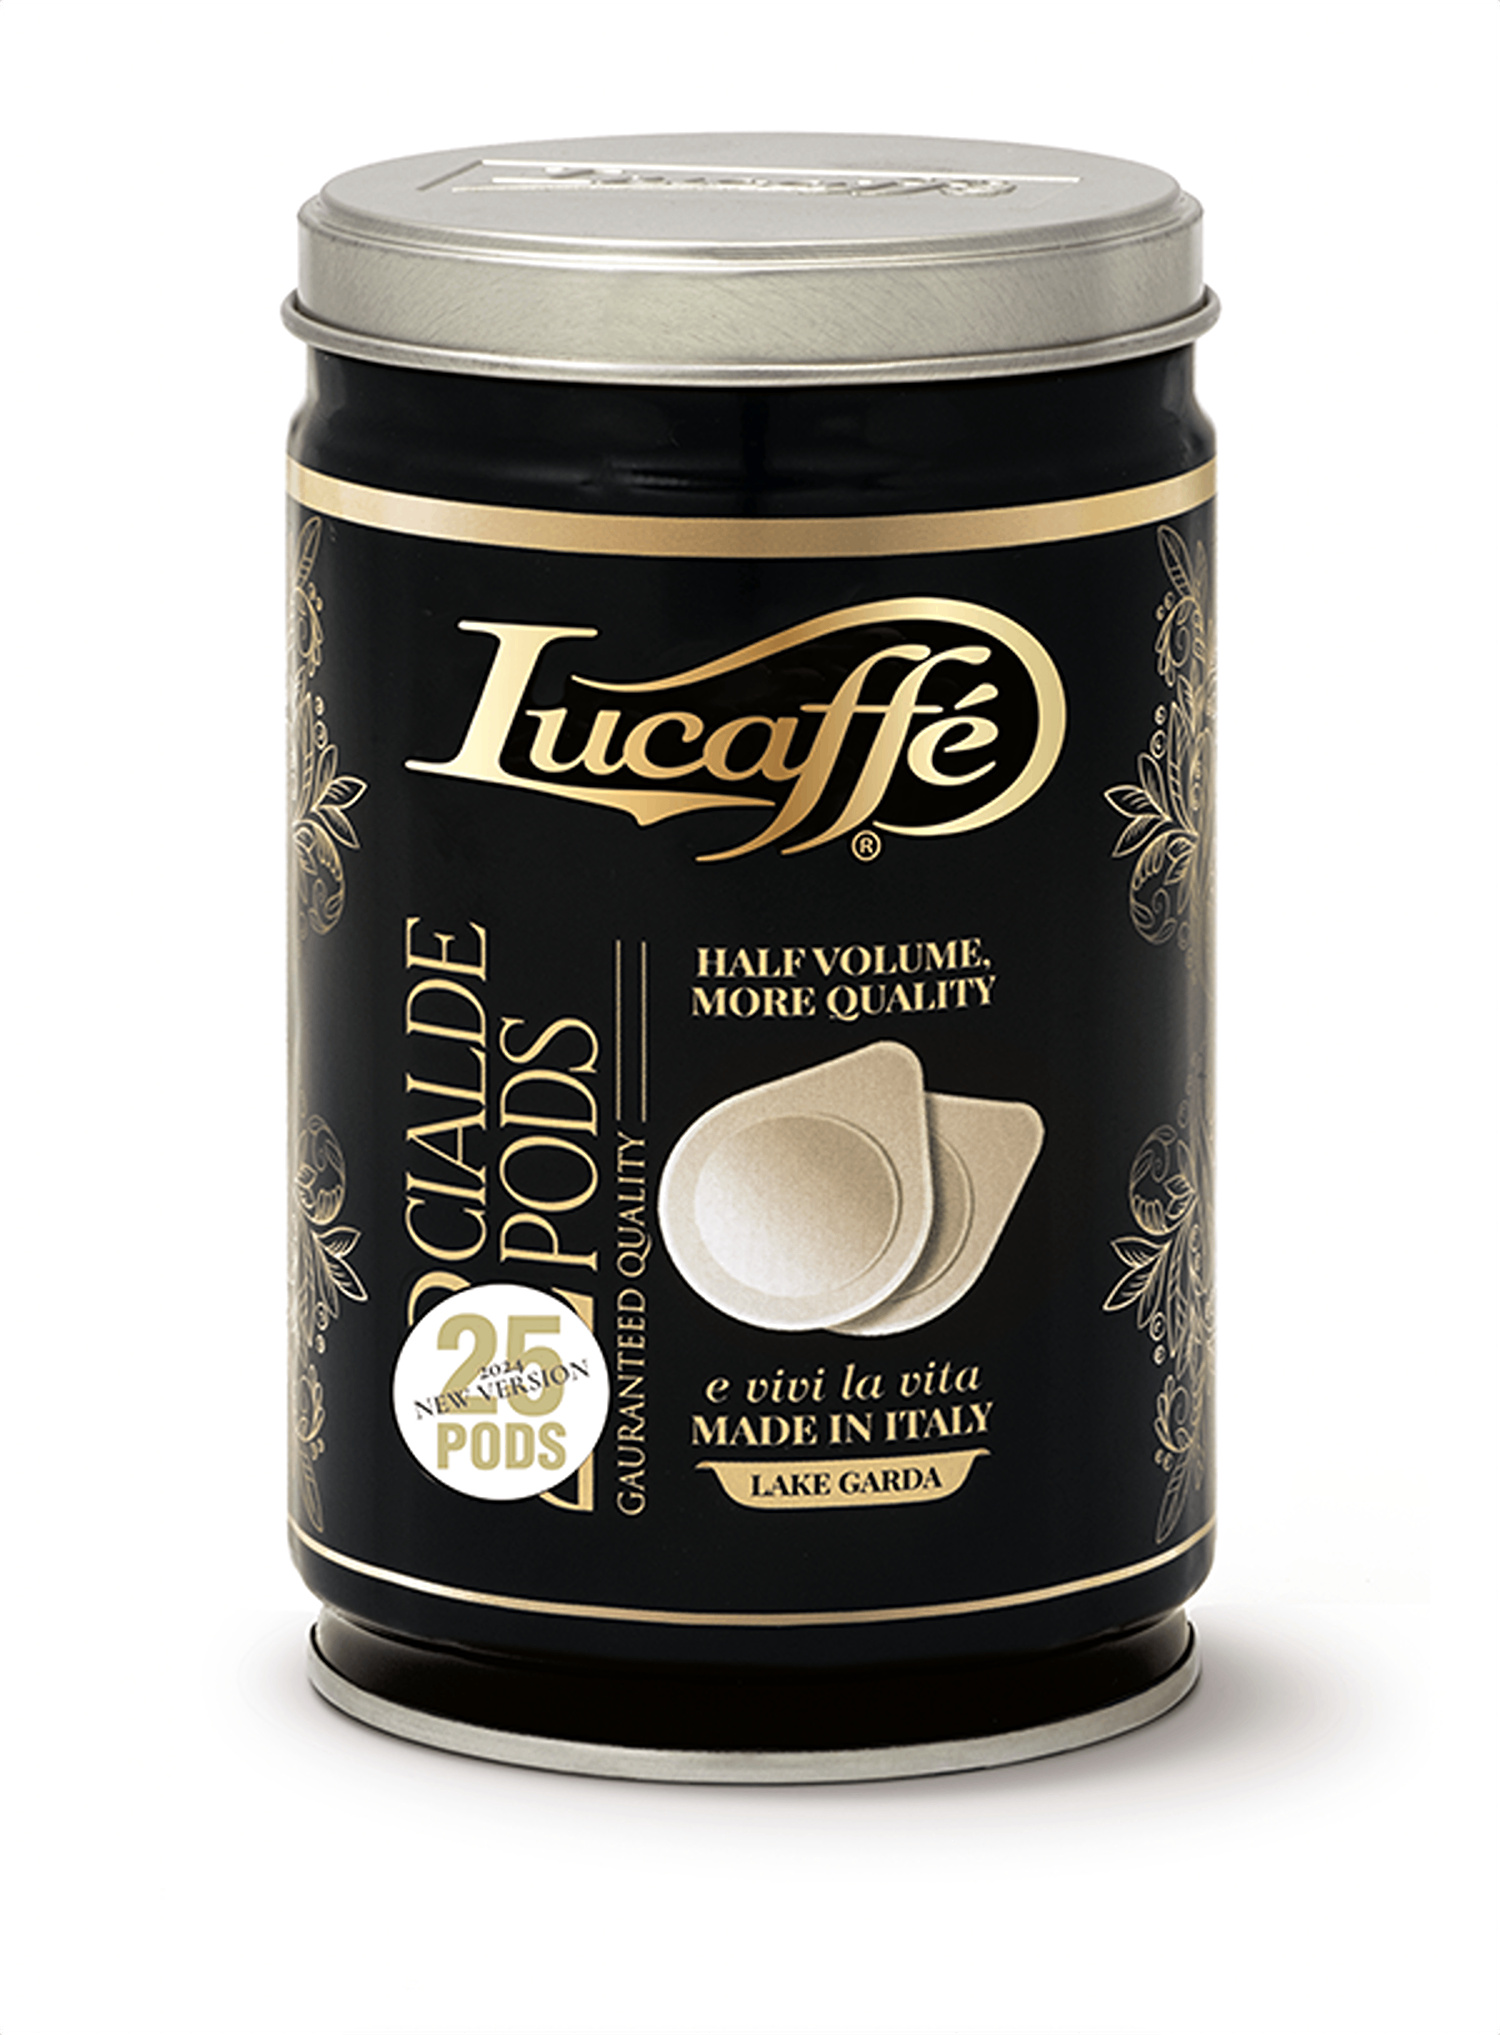 Lucaffé
Lucaffé
®
CIALDE
PODS
GAURANTEED QUALITY
HALF VOLUME,
MORE QUALITY
25
2024
NEW VERSION
PODS
e vivi la vita
MADE IN ITALY
LAKE GARDA